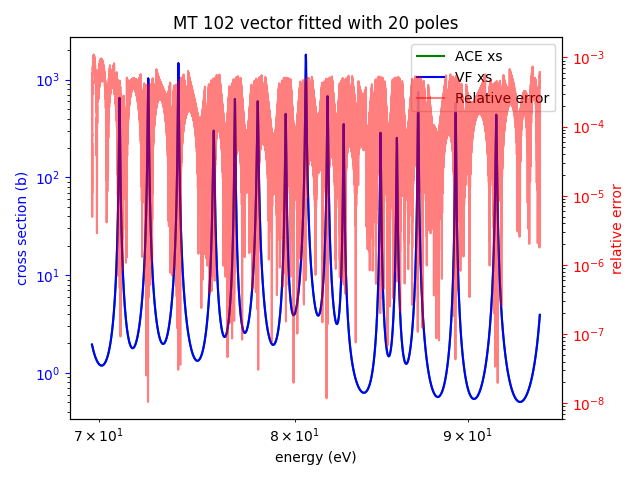 MT 102 vector fitted with 20 poles
ACE xs
VF xs
Relative error
cross section (b)
10³
10²
10¹
10⁰
10⁻³
10⁻⁴
10⁻⁵
10⁻⁶
10⁻⁷
10⁻⁸
relative error
7 × 10¹
8 × 10¹
9 × 10¹
energy (eV)